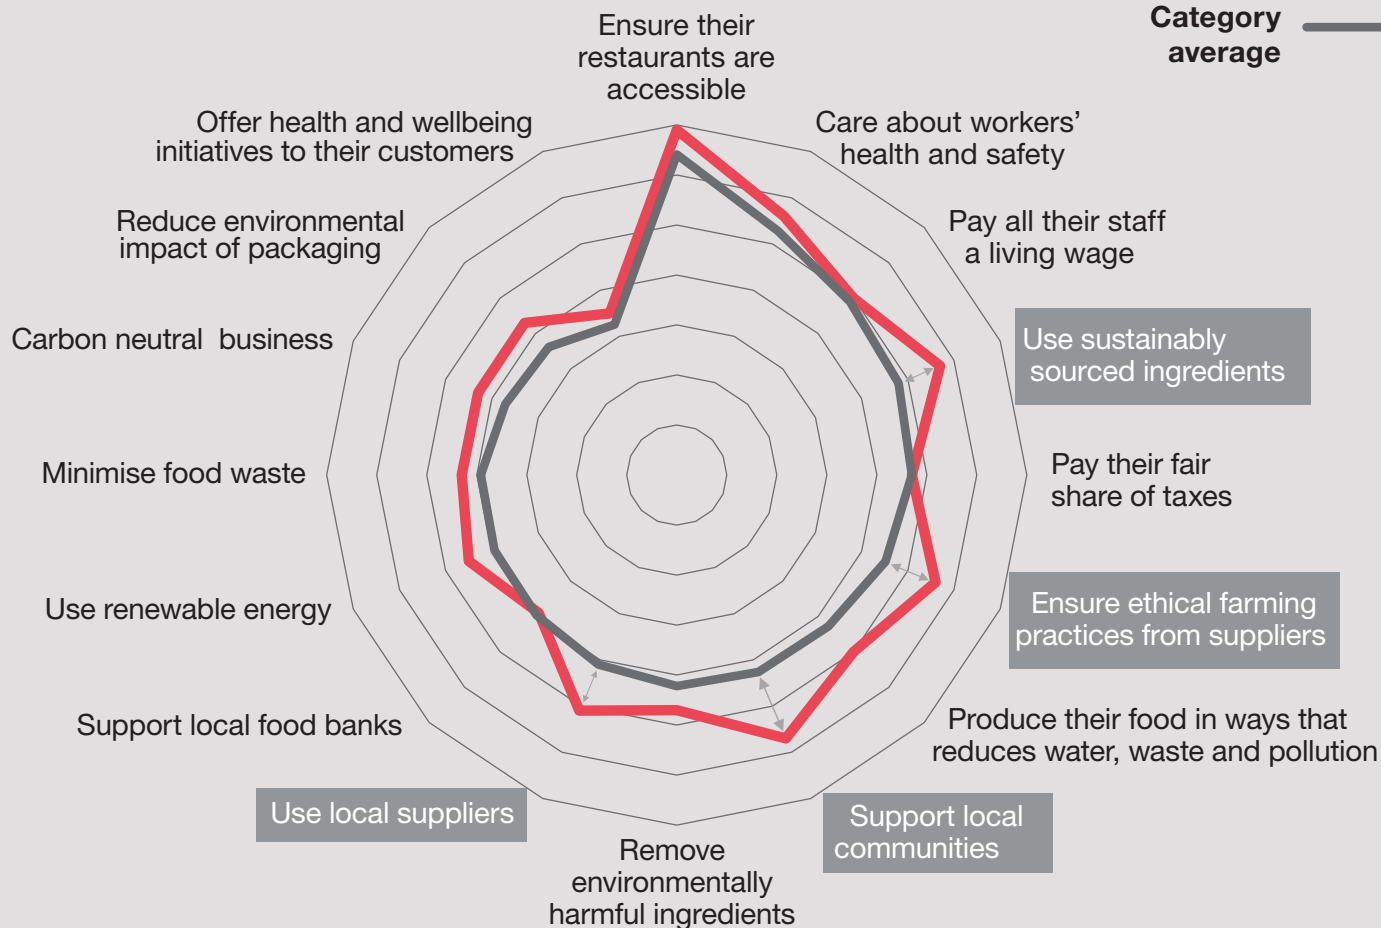 Category
average
Ensure their
restaurants are
accessible
Care about workers’
health and safety
Pay all their staff
a living wage
Use sustainably
sourced ingredients
Pay their fair
share of taxes
Ensure ethical farming
practices from suppliers
Produce their food in ways that
reduces water, waste and pollution
Support local
communities
Remove
environmentally
harmful ingredients
Use local suppliers
Support local food banks
Use renewable energy
Minimise food waste
Carbon neutral  business
Reduce environmental
impact of packaging
Offer health and wellbeing
initiatives to their customers